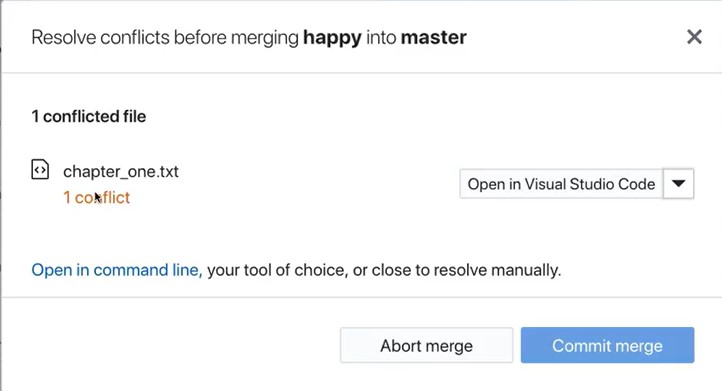 Resolve conflicts before merging happy into master
1 conflicted file
chapter_one.txt
1 conflict
Open in Visual Studio Code
Open in command line, your tool of choice, or close to resolve manually.
Abort merge
Commit merge